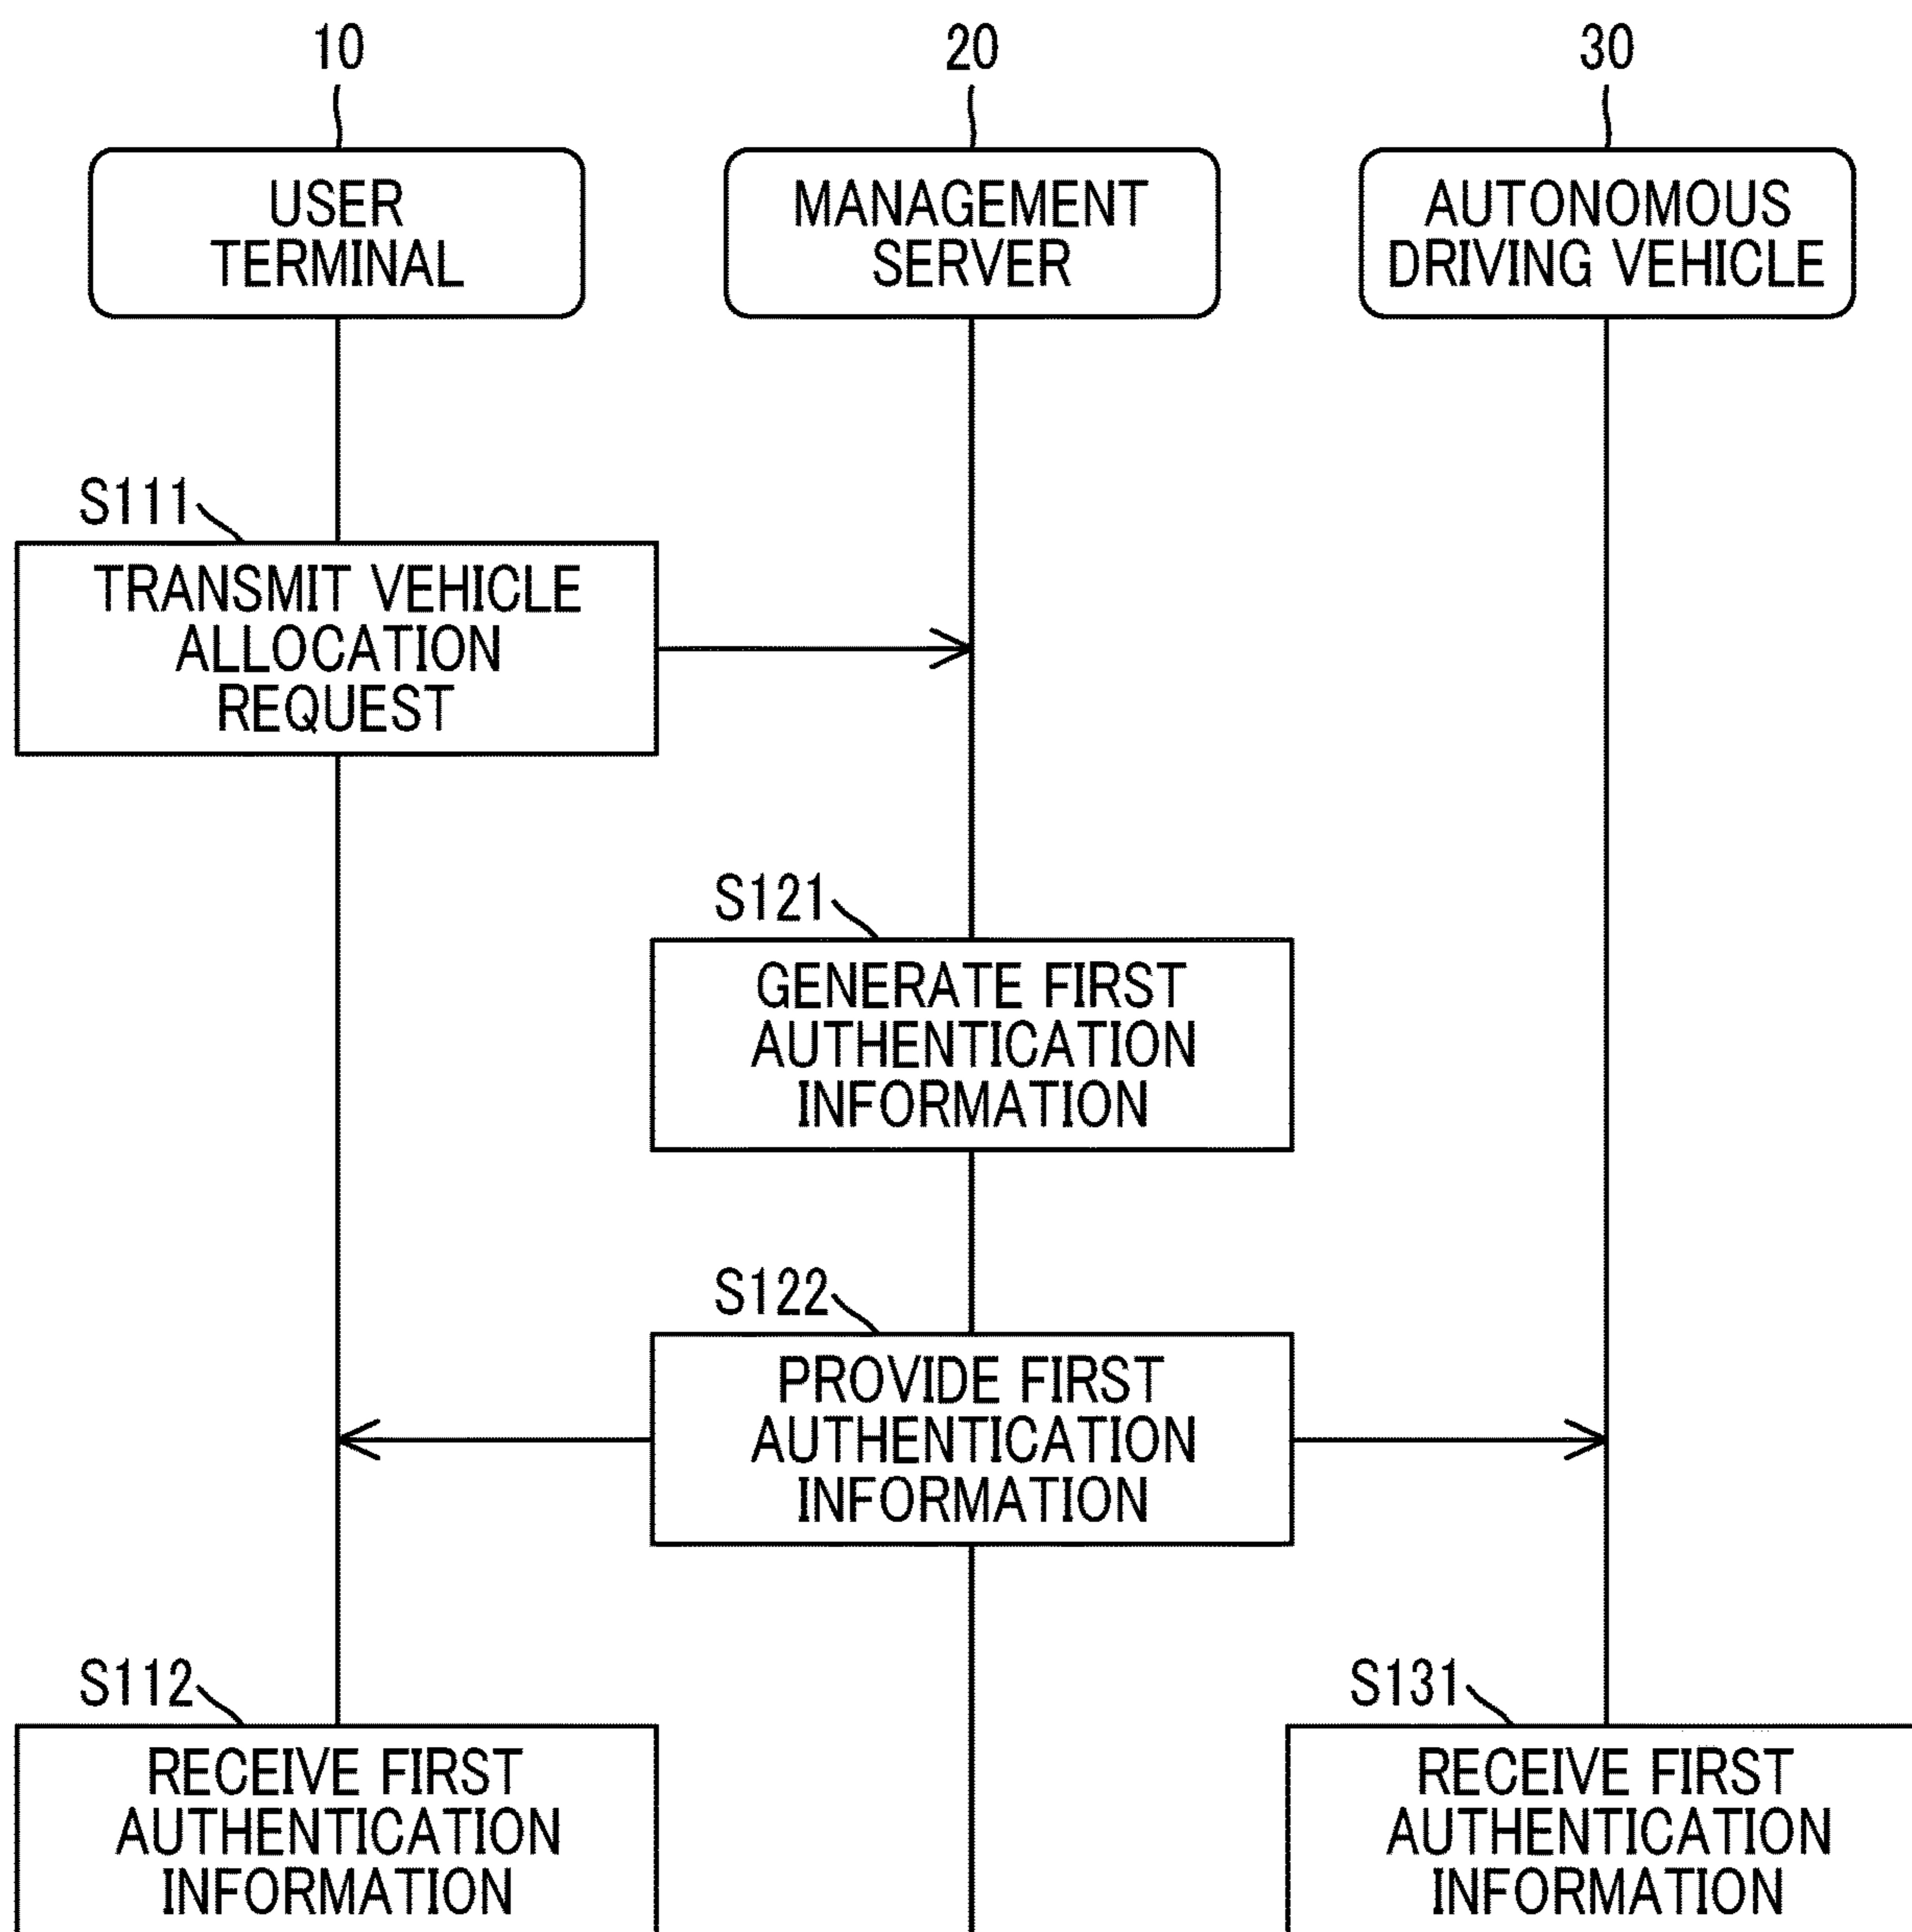 10
20
30
USER
TERMINAL
MANAGEMENT
SERVER
AUTONOMOUS
DRIVING VEHICLE
S111
TRANSMIT VEHICLE
ALLOCATION
REQUEST
S121
GENERATE FIRST
AUTHENTICATION
INFORMATION
S122
PROVIDE FIRST
AUTHENTICATION
INFORMATION
S112
RECEIVE FIRST
AUTHENTICATION
INFORMATION
S131
RECEIVE FIRST
AUTHENTICATION
INFORMATION